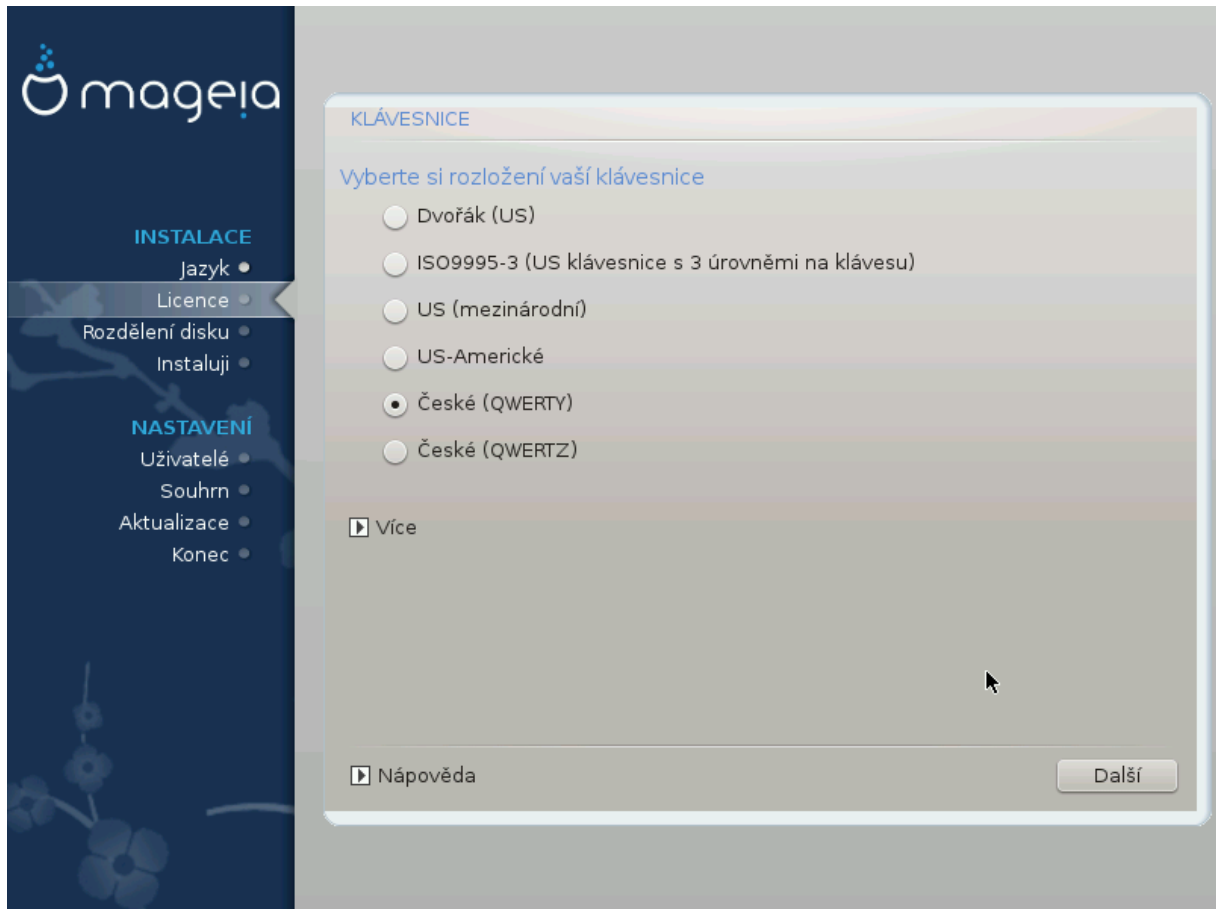 mageia
INSTALACE
Jazyk
Licence
Rozdělení disku
Instaluji
NASTAVENÍ
Uživatelé
Souhrn
Aktualizace
Konec
KLÁVESNICE
Vyberte si rozložení vaší klávesnice
Dvořák (US)
ISO9995-3 (US klávesnice s 3 úrovněmi na klávesu)
US (mezinárodní)
US-Americké
České (QWERTY)
České (QWERTZ)
Více
Nápověda
Další